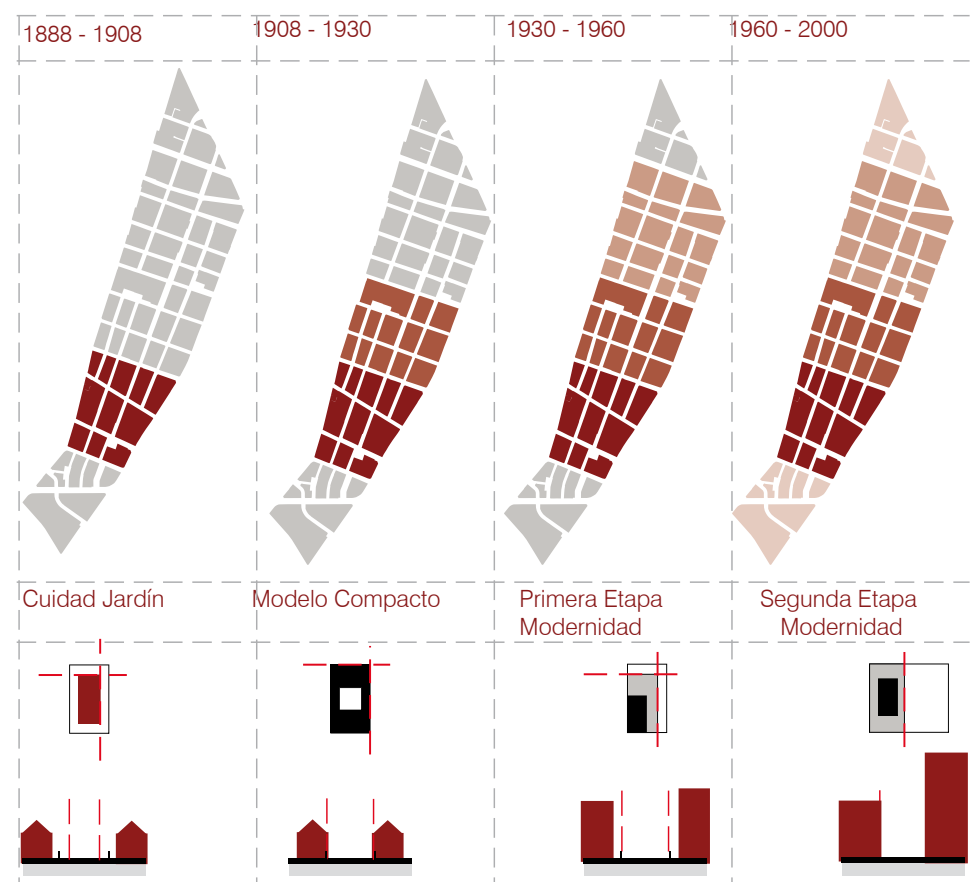 1888 - 1908
1908 - 1930
1930 - 1960
1960 - 2000
Cuidad Jardín
Modelo Compacto
Primera Etapa
Modernidad
Segunda Etapa
Modernidad